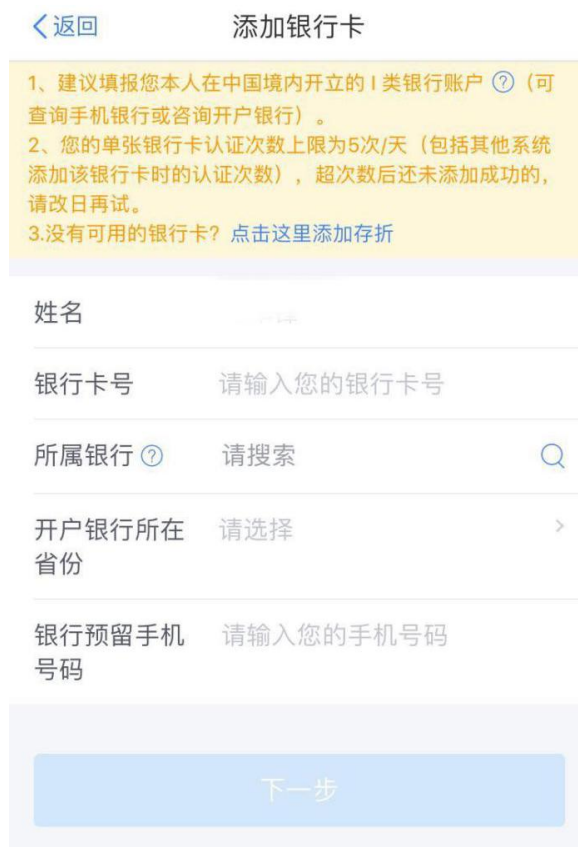 返回
添加银行卡
1、建议填报您本人在中国境内开立的Ⅰ类银行账户 ? （可
查询手机银行或咨询开户银行）。
2、您的单张银行卡认证次数上限为5次/天（包括其他系统
添加该银行卡时的认证次数），超次数后还未添加成功的，
请改日再试。
3.没有可用的银行卡？点击这里添加存折
姓名
银行卡号 请输入您的银行卡号
所属银行 ? 请搜索
开户银行所在 请选择
省份
银行预留手机 请输入您的手机号码
号码
下一步